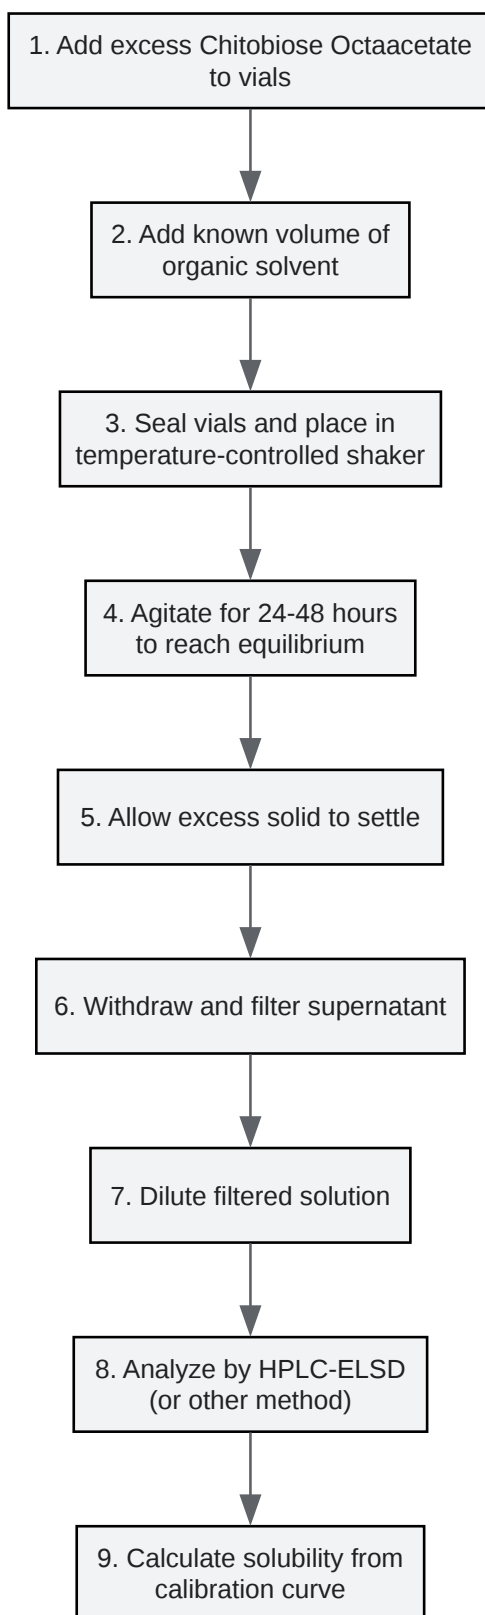 1. Add excess Chitobiose Octaacetate
to vials
2. Add known volume of
organic solvent
3. Seal vials and place in
temperature-controlled shaker
4. Agitate for 24-48 hours
to reach equilibrium
5. Allow excess solid to settle
6. Withdraw and filter supernatant
7. Dilute filtered solution
8. Analyze by HPLC-ELSD
(or other method)
9. Calculate solubility from
calibration curve